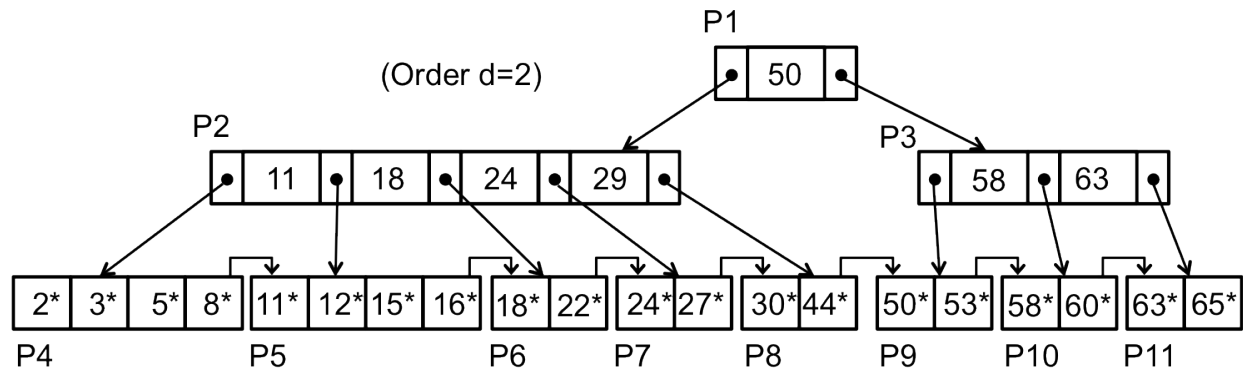 P1
(Order d=2)
50
P2
P3
11 18 24 29
58 63
2* 3* 5* 8* 11* 12* 15* 16* 18* 22* 24* 27* 30* 44* 50* 53* 58* 60* 63* 65*
P4 P5 P6 P7 P8 P9 P10 P11